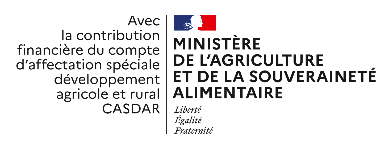 Avec
la contribution
financière du compte
d'affectation spéciale
développement
agricole et rural
CASDAR
MINISTÈRE
DE L'AGRICULTURE
ET DE LA SOUVERAINETÉ
ALIMENTAIRE
Liberté
Égalité
Fraternité